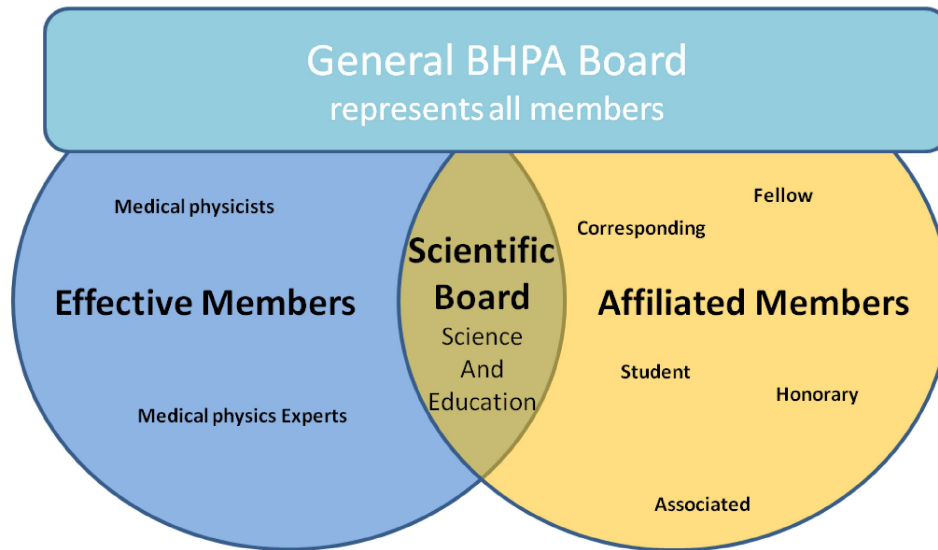 General BHPA Board
represents all members
Medical physicists
Effective Members
Medical physics Experts
Scientific
Board
Science
And
Education
Fellow
Corresponding
Affiliated Members
Student
Honorary
Associated